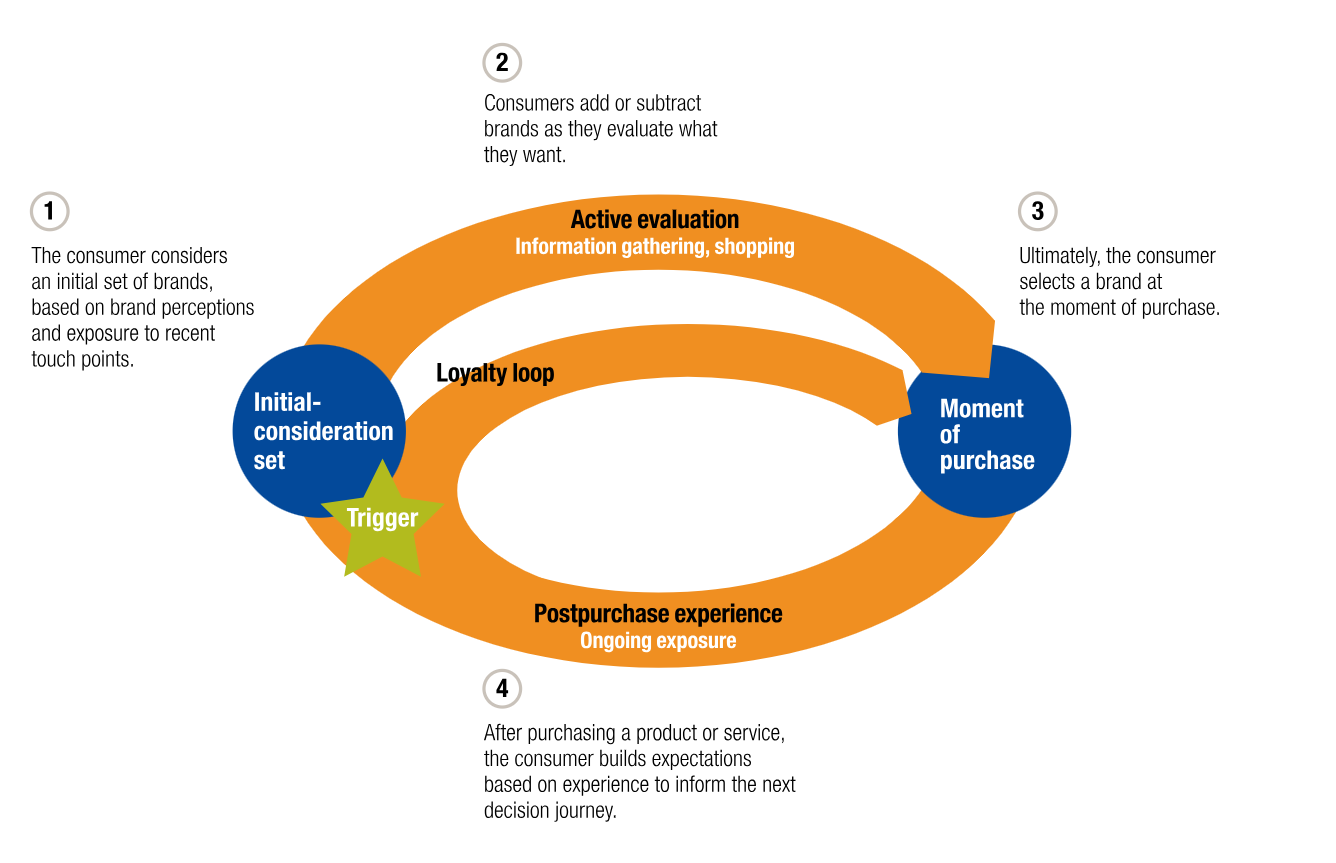 1
The consumer considers
an initial set of brands,
based on brand perceptions
and exposure to recent
touch points.
2
Consumers add or subtract
brands as they evaluate what
they want.
3
Ultimately, the consumer
selects a brand at
the moment of purchase.
Active evaluation
Information gathering, shopping
Loyalty loop
Initial-
consideration
set
Trigger
Moment
of
purchase
Postpurchase experience
Ongoing exposure
4
After purchasing a product or service,
the consumer builds expectations
based on experience to inform the next
decision journey.